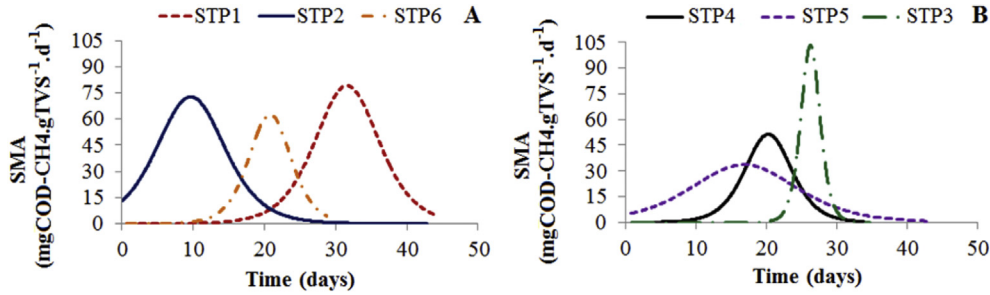 STP1 STP2 STP6 A
SMA
(mgCOD-CH4.gTVS⁻¹.d⁻¹)
105
90
75
60
45
30
15
0
0 10 20 30 40 50
Time (days)
STP4 STP5 STP3 B
SMA
(mgCOD-CH4.gTVS⁻¹.d⁻¹)
105
90
75
60
45
30
15
0
0 10 20 30 40 50
Time (days)